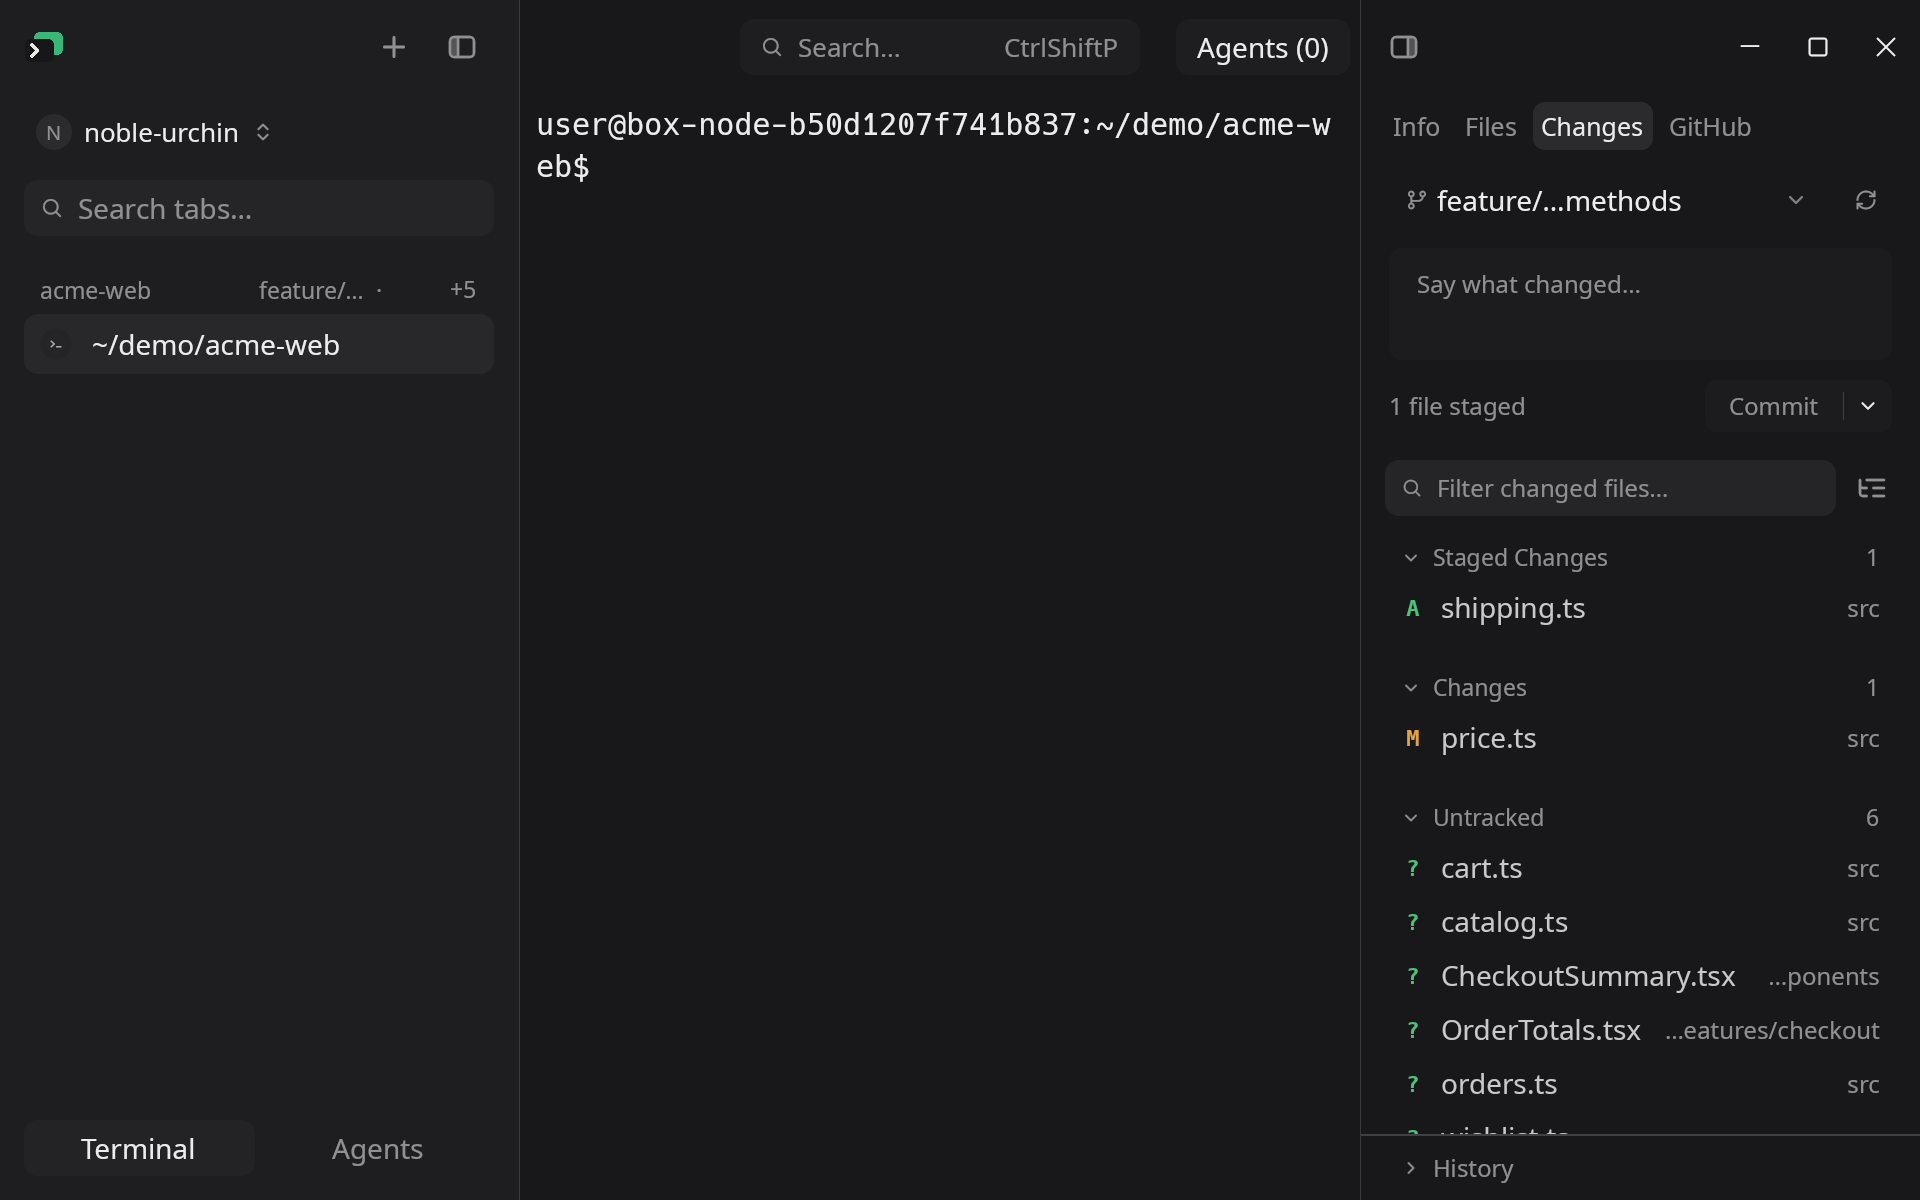 Search...
CtrlShiftP
Agents (0)
N
noble-urchin
Search tabs...
acme-web
feature/... ·
+5
~/demo/acme-web
Terminal
Agents
user@box-node-b50d1207f741b837:~/demo/acme-w
eb$
Info
Files
Changes
GitHub
feature/...methods
Say what changed...
1 file staged
Commit
Filter changed files...
Staged Changes
1
A shipping.ts src
Changes
1
M price.ts src
Untracked
6
? cart.ts src
? catalog.ts src
? CheckoutSummary.tsx ...ponents
? OrderTotals.tsx ...eatures/checkout
? orders.ts src
? wishlist.ts
History